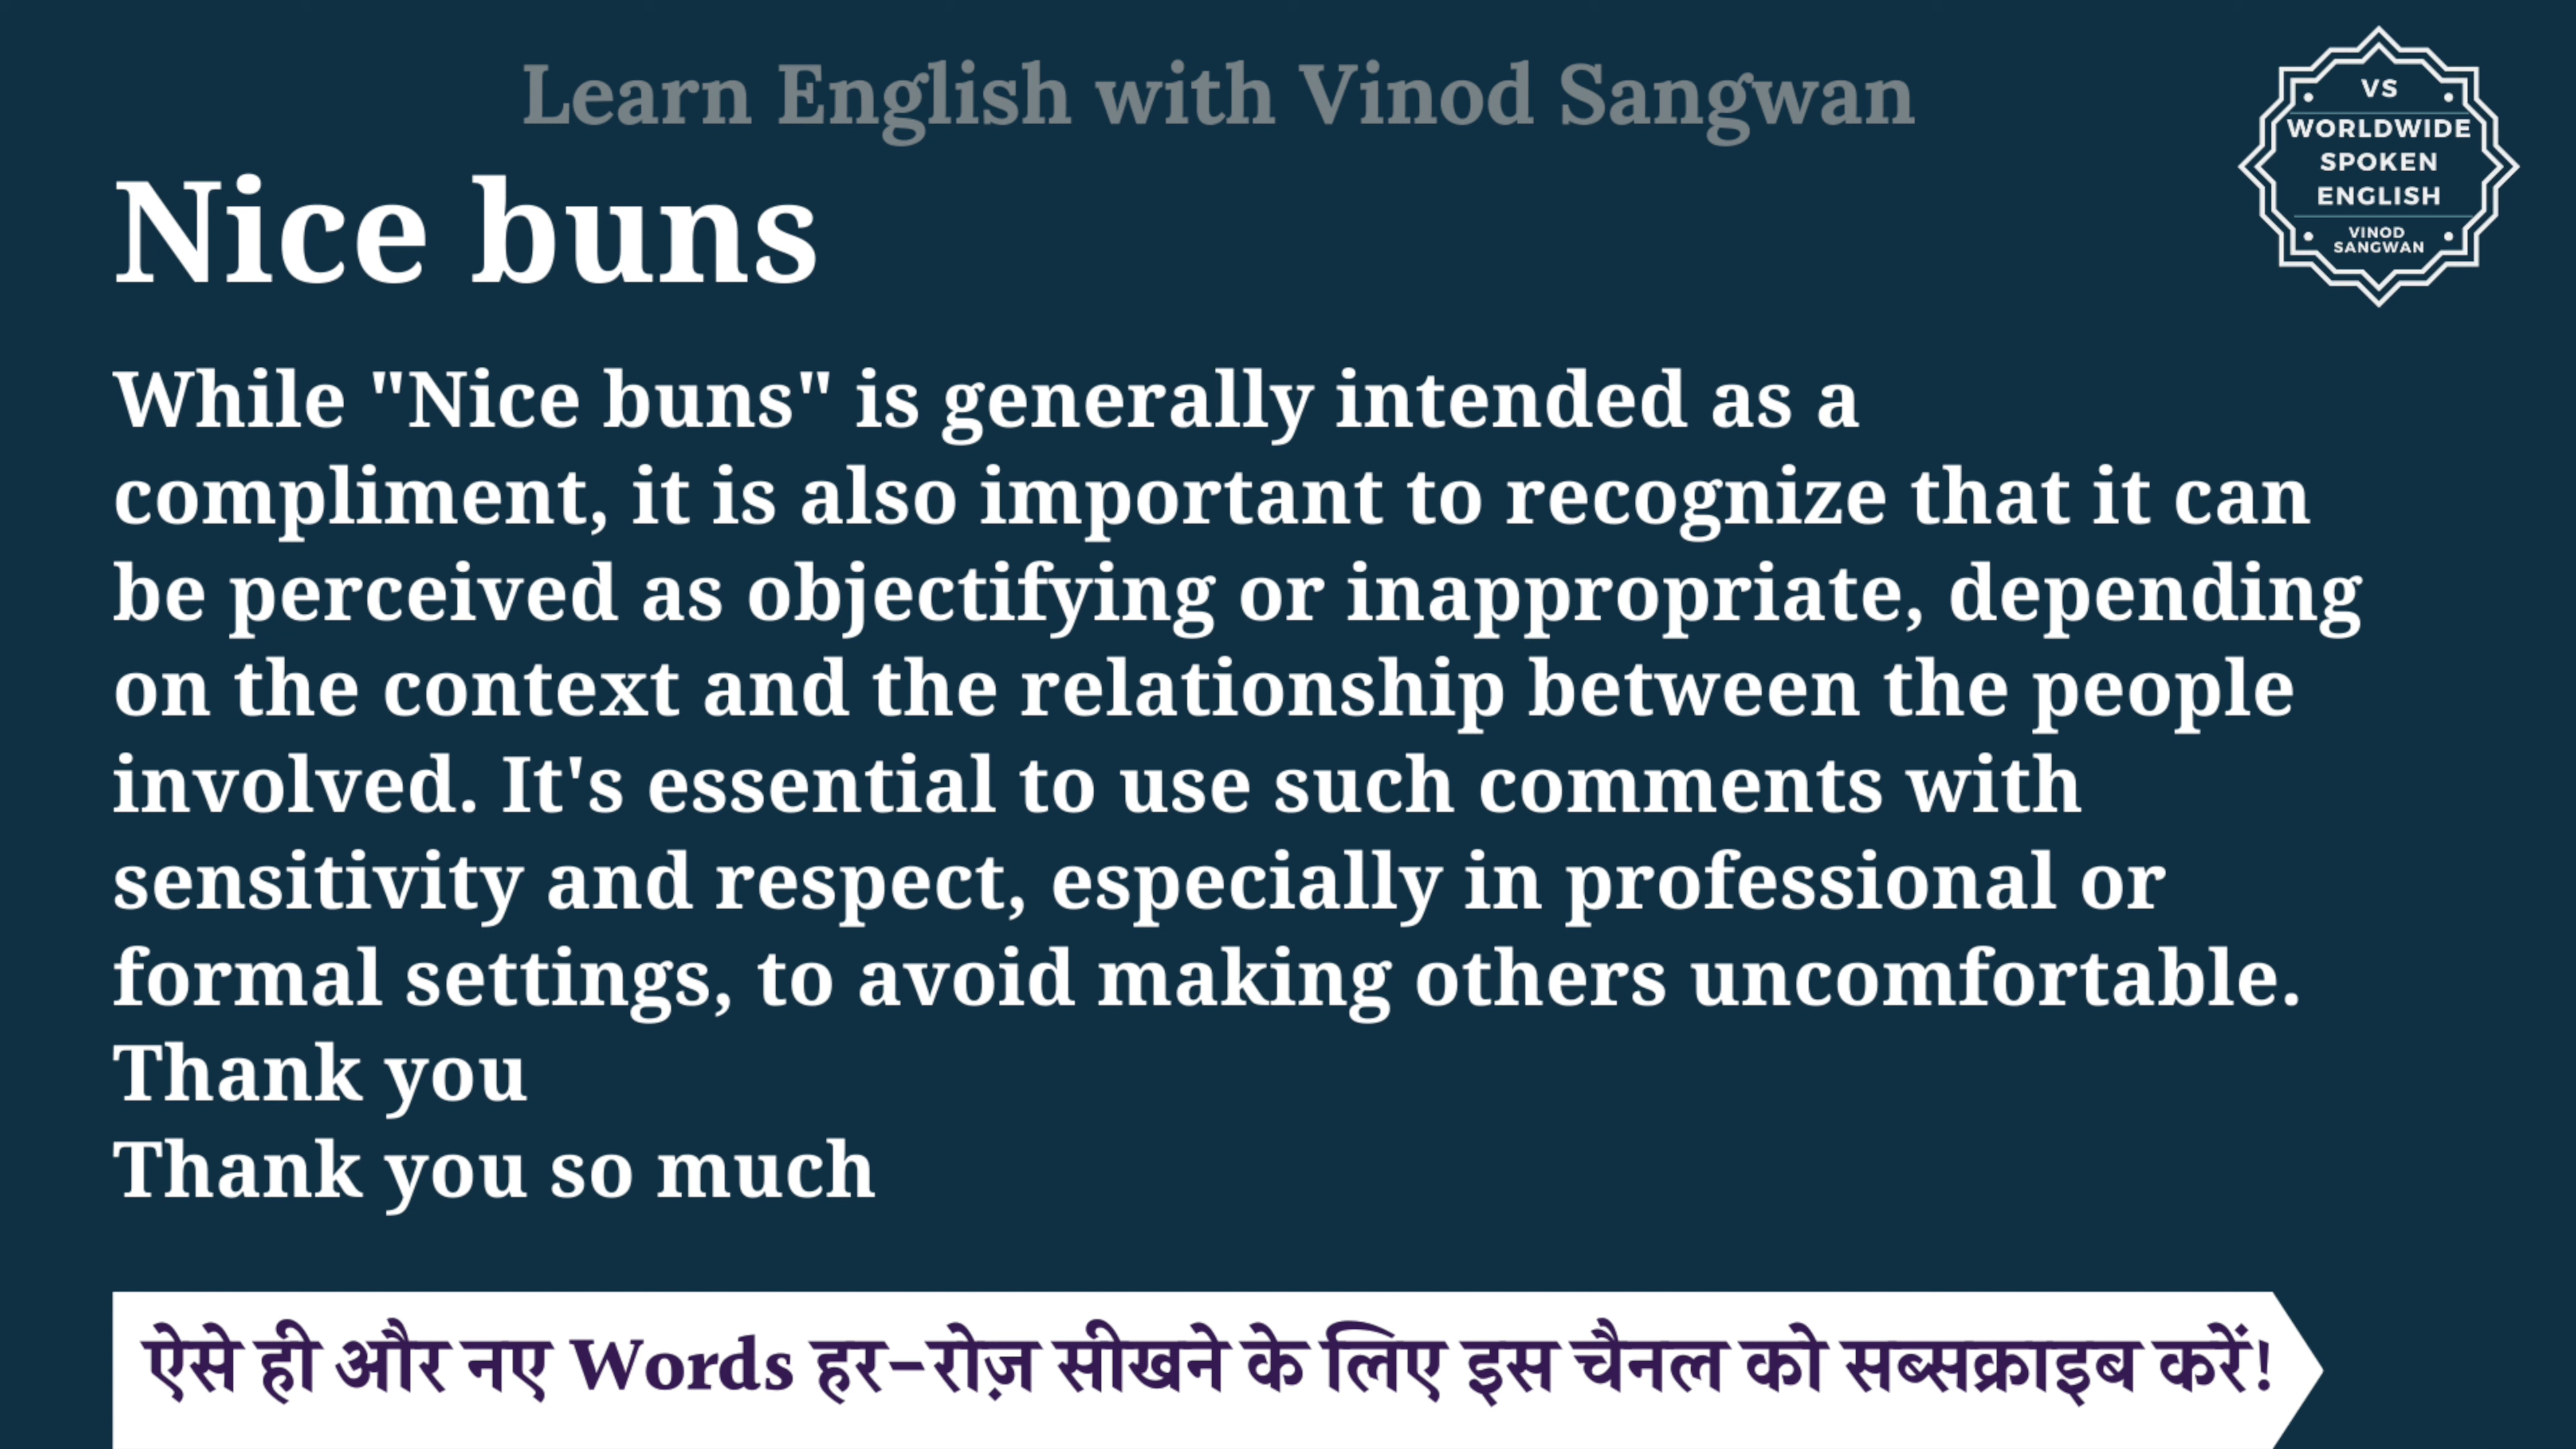 Learn English with Vinod Sangwan
VS
WORLDWIDE
SPOKEN
ENGLISH
VINOD
SANGWAN
Nice buns
While "Nice buns" is generally intended as a
compliment, it is also important to recognize that it can
be perceived as objectifying or inappropriate, depending
on the context and the relationship between the people
involved. It's essential to use such comments with
sensitivity and respect, especially in professional or
formal settings, to avoid making others uncomfortable.
Thank you
Thank you so much
ऐसे ही और नए Words हर-रोज़ सीखने के लिए इस चैनल को सब्सक्राइब करें!